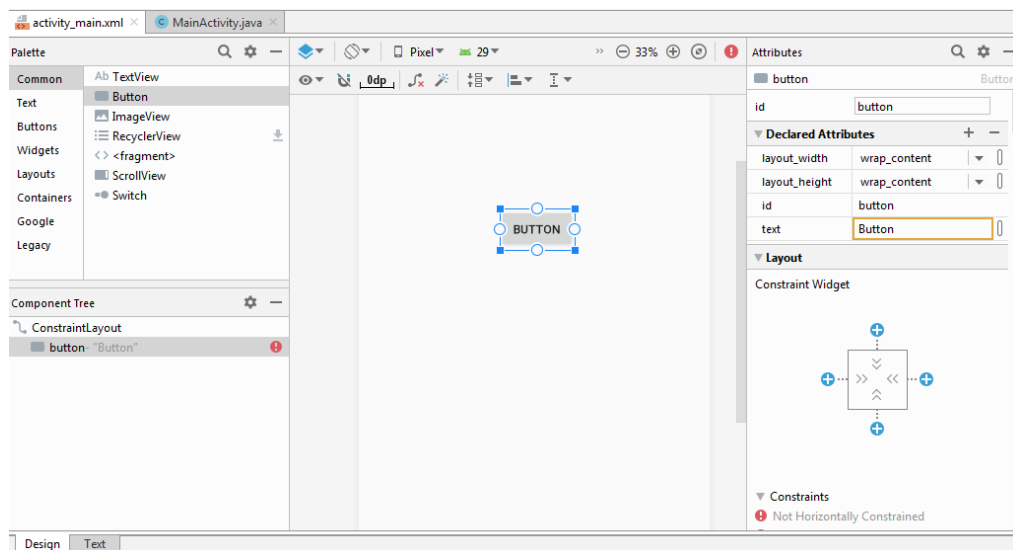 activity_main.xml
MainActivity.java
Palette
Common
Text
Buttons
Widgets
Layouts
Containers
Google
Legacy
Ab TextView
Button
ImageView
RecyclerView
<fragment>
ScrollView
Switch
Component Tree
ConstraintLayout
button- "Button"
Pixel
29
33%
0dp
BUTTON
Attributes
button Button
id button
Declared Attributes
layout_width wrap_content
layout_height wrap_content
id button
text Button
Layout
Constraint Widget
Constraints
Not Horizontally Constrained
Design Text